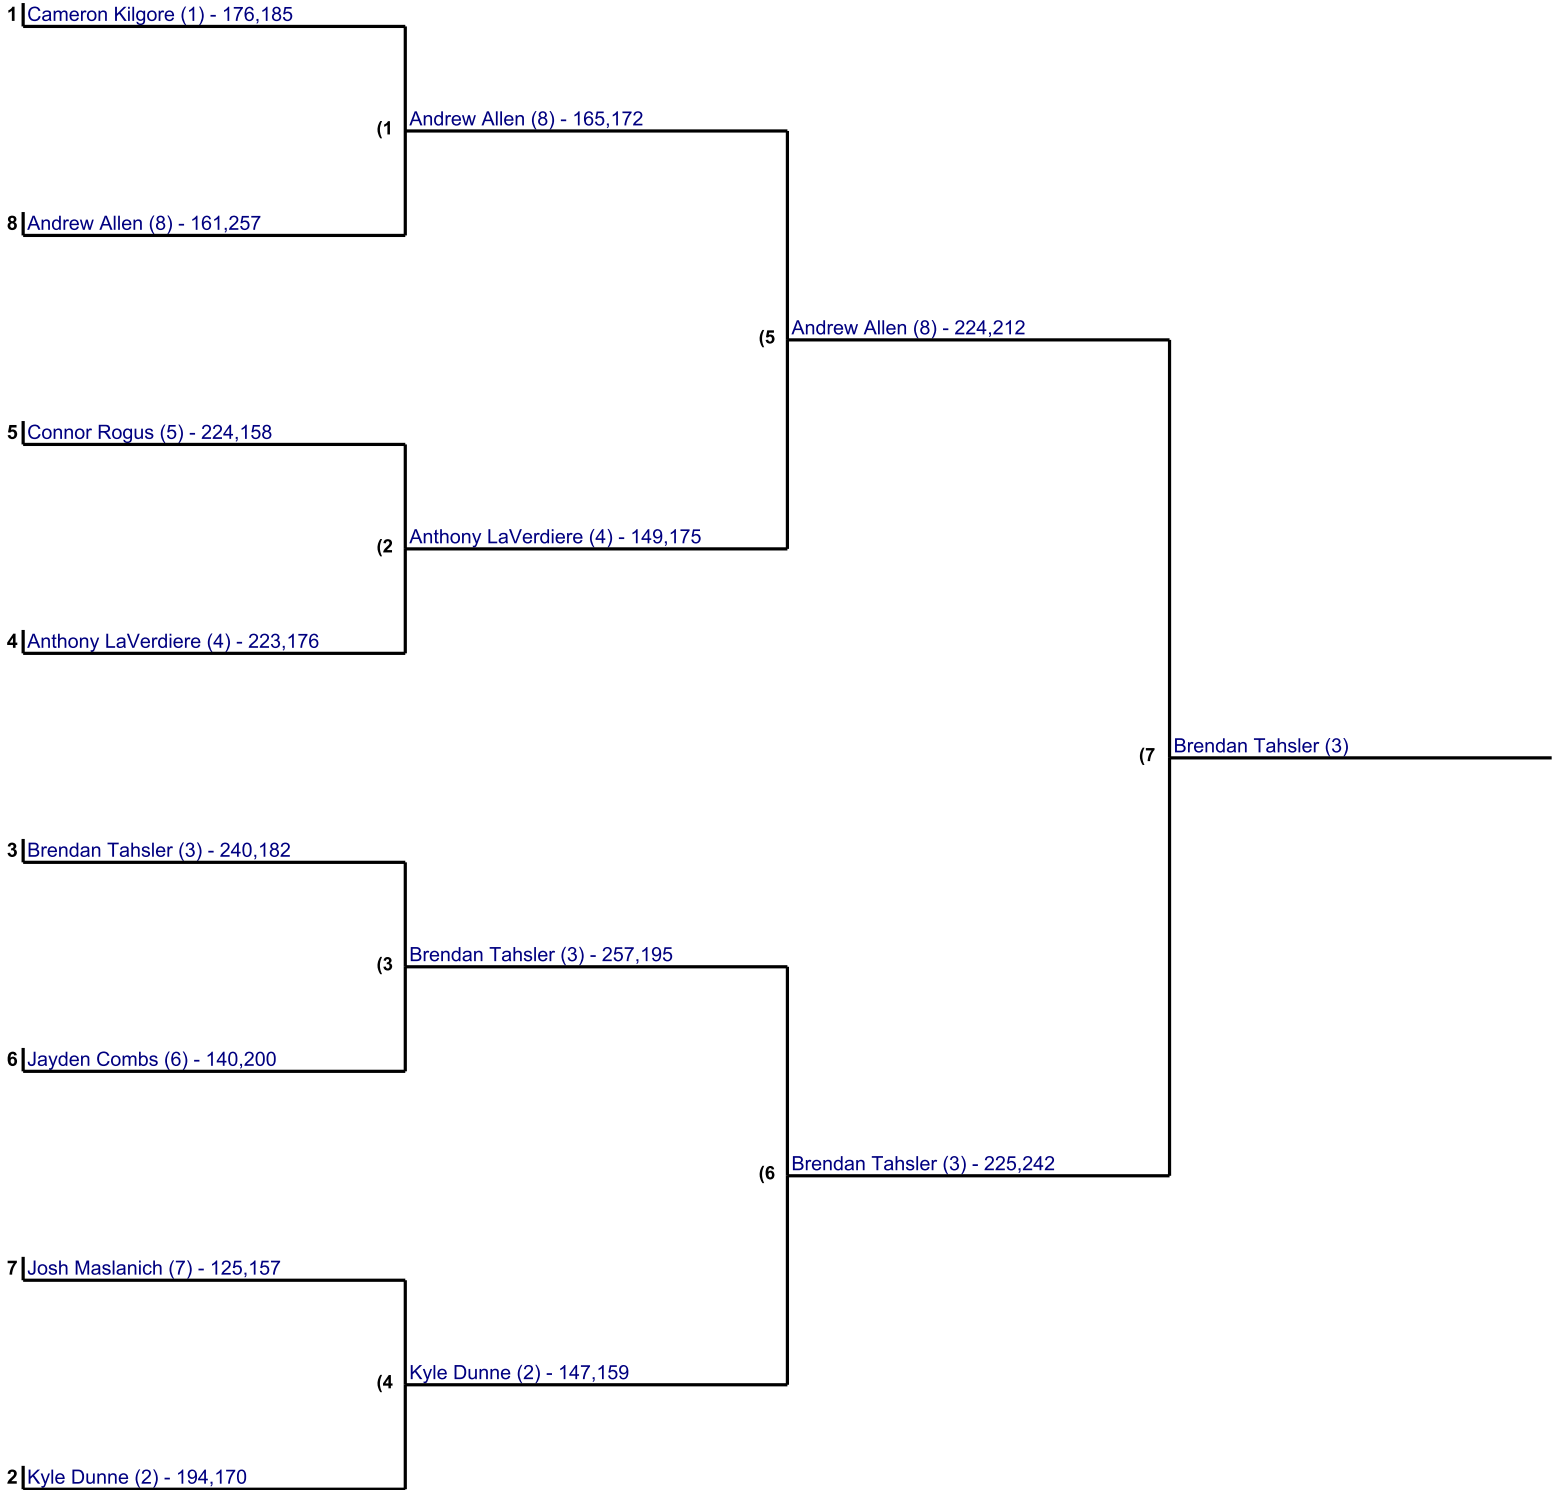 1 Cameron Kilgore (1) - 176,185
(1 Andrew Allen (8) - 165,172
8 Andrew Allen (8) - 161,257
(5 Andrew Allen (8) - 224,212
5 Connor Rogus (5) - 224,158
(2 Anthony LaVerdiere (4) - 149,175
4 Anthony LaVerdiere (4) - 223,176
(7 Brendan Tahsler (3)
3 Brendan Tahsler (3) - 240,182
(3 Brendan Tahsler (3) - 257,195
6 Jayden Combs (6) - 140,200
(6 Brendan Tahsler (3) - 225,242
7 Josh Maslanich (7) - 125,157
(4 Kyle Dunne (2) - 147,159
2 Kyle Dunne (2) - 194,170